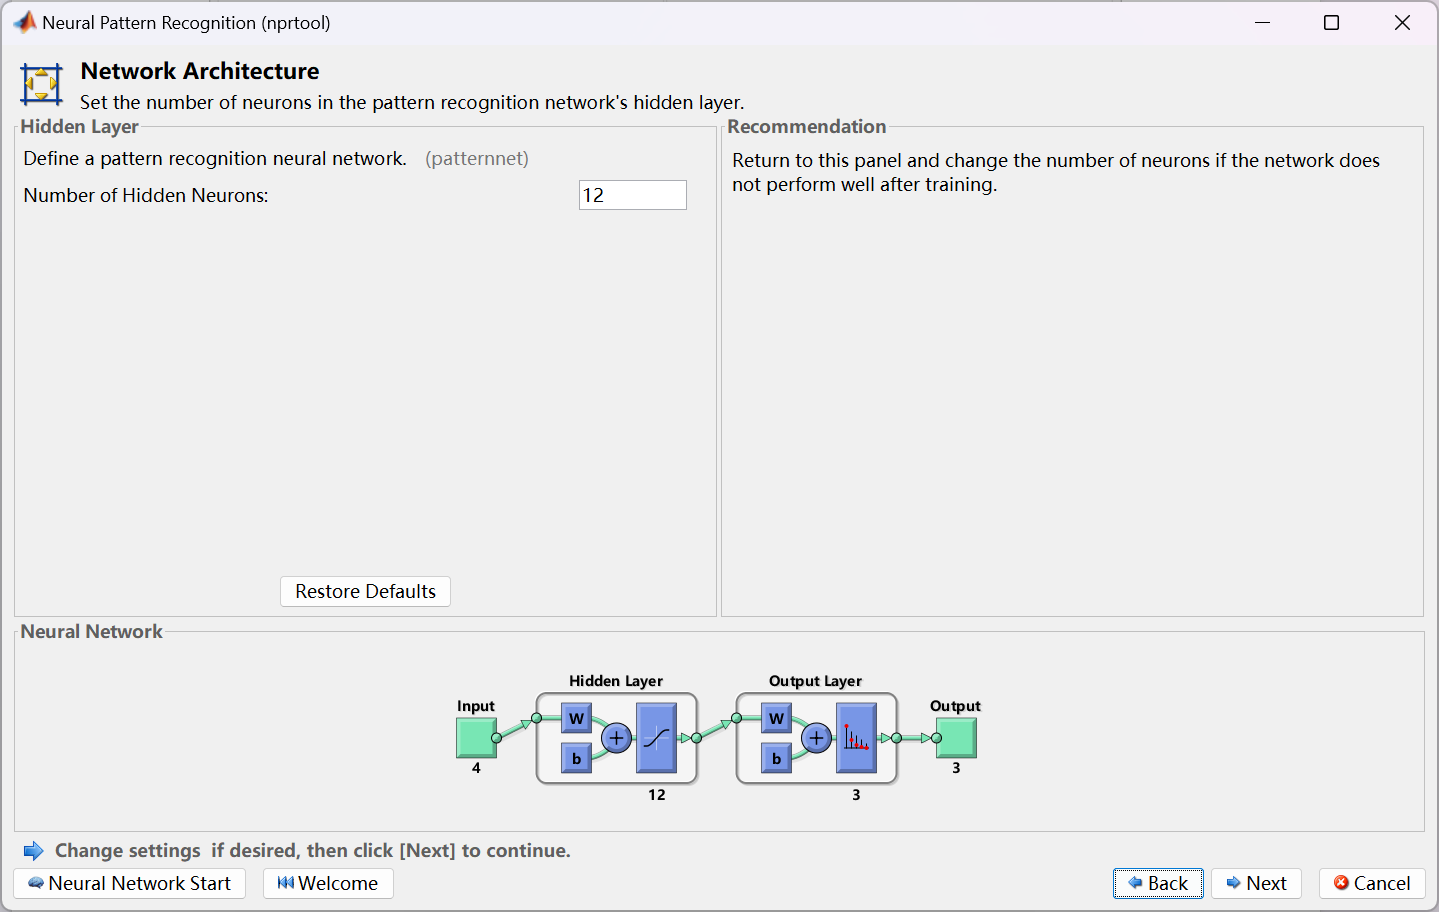 Neural Pattern Recognition (nprtool)
Network Architecture
Set the number of neurons in the pattern recognition network's hidden layer.
Hidden Layer
Define a pattern recognition neural network. (patternnet)
Number of Hidden Neurons: 12
Restore Defaults
Recommendation
Return to this panel and change the number of neurons if the network does
not perform well after training.
Neural Network
Hidden Layer Output Layer
Input Output
W W
b b
4 3
12 3
Change settings if desired, then click [Next] to continue.
Neural Network Start Welcome Back Next Cancel